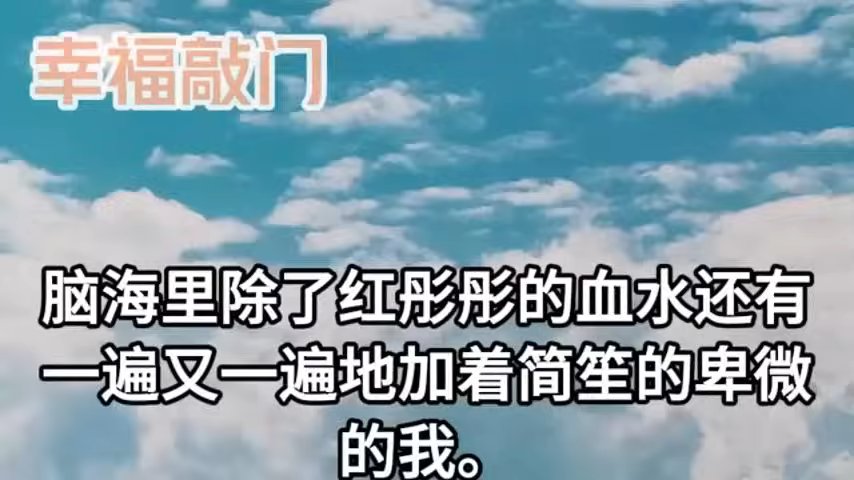 幸福敲门
脑海里除了红彤彤的血水还有
一遍又一遍地加着简笙的卑微
的我。